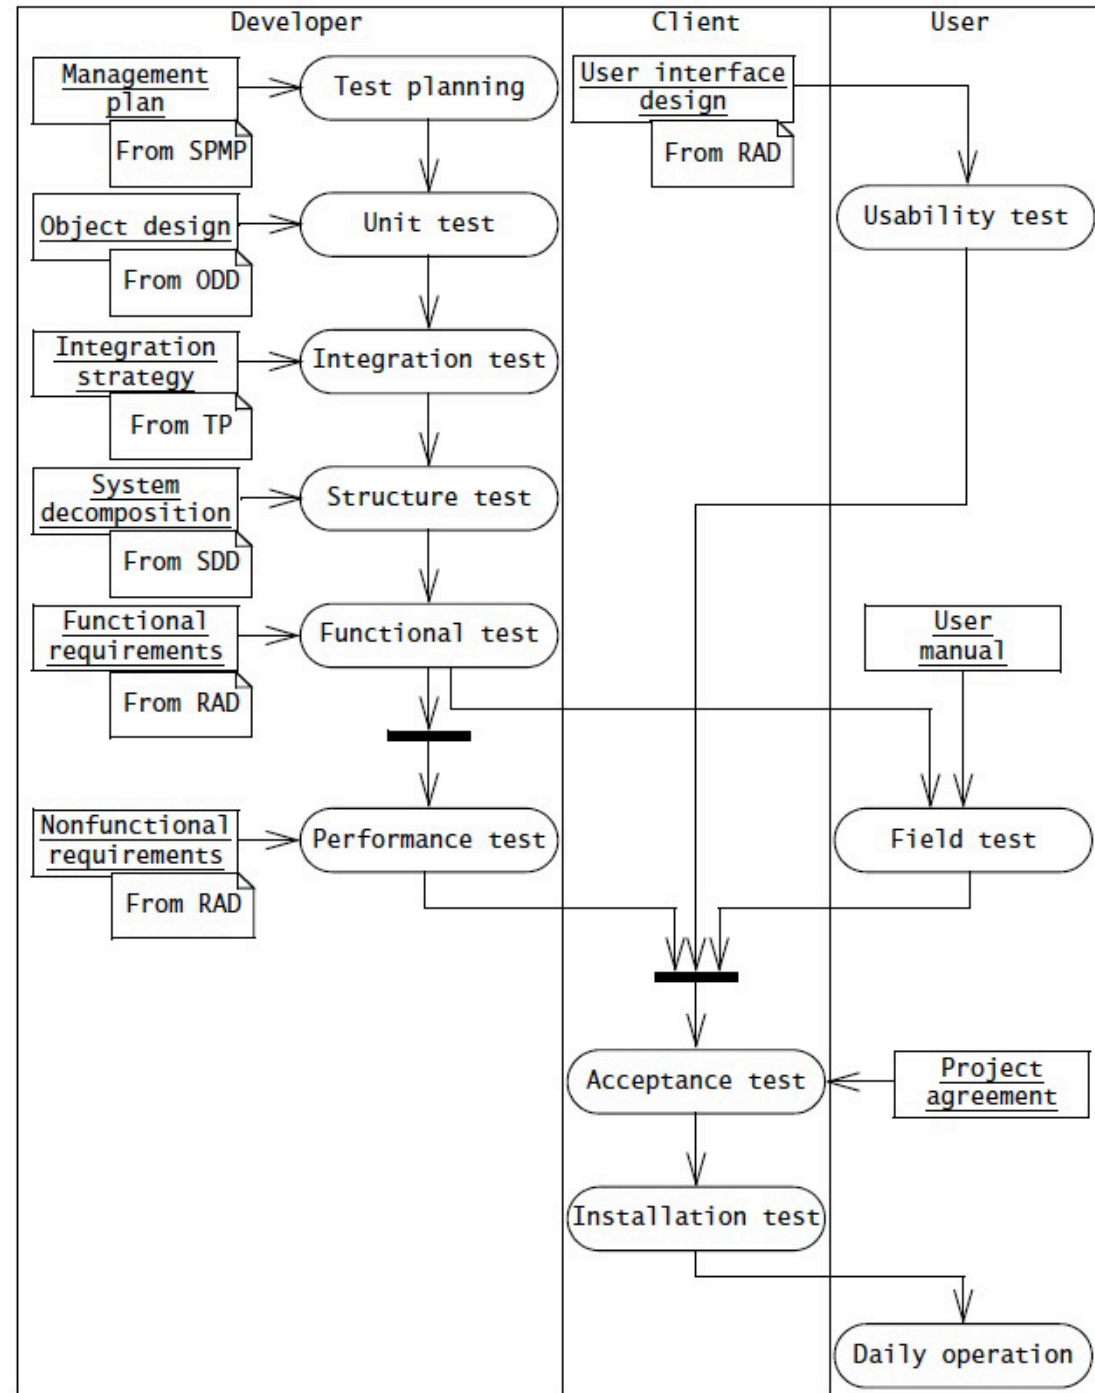 Developer
Client
User
Management
plan
From SPMP
Test planning
User interface
design
From RAD
Object design
From ODD
Unit test
Usability test
Integration
strategy
From TP
Integration test
System
decomposition
From SDD
Structure test
Functional
requirements
From RAD
Functional test
User
manual
Nonfunctional
requirements
From RAD
Performance test
Field test
Acceptance test
Project
agreement
Installation test
Daily operation